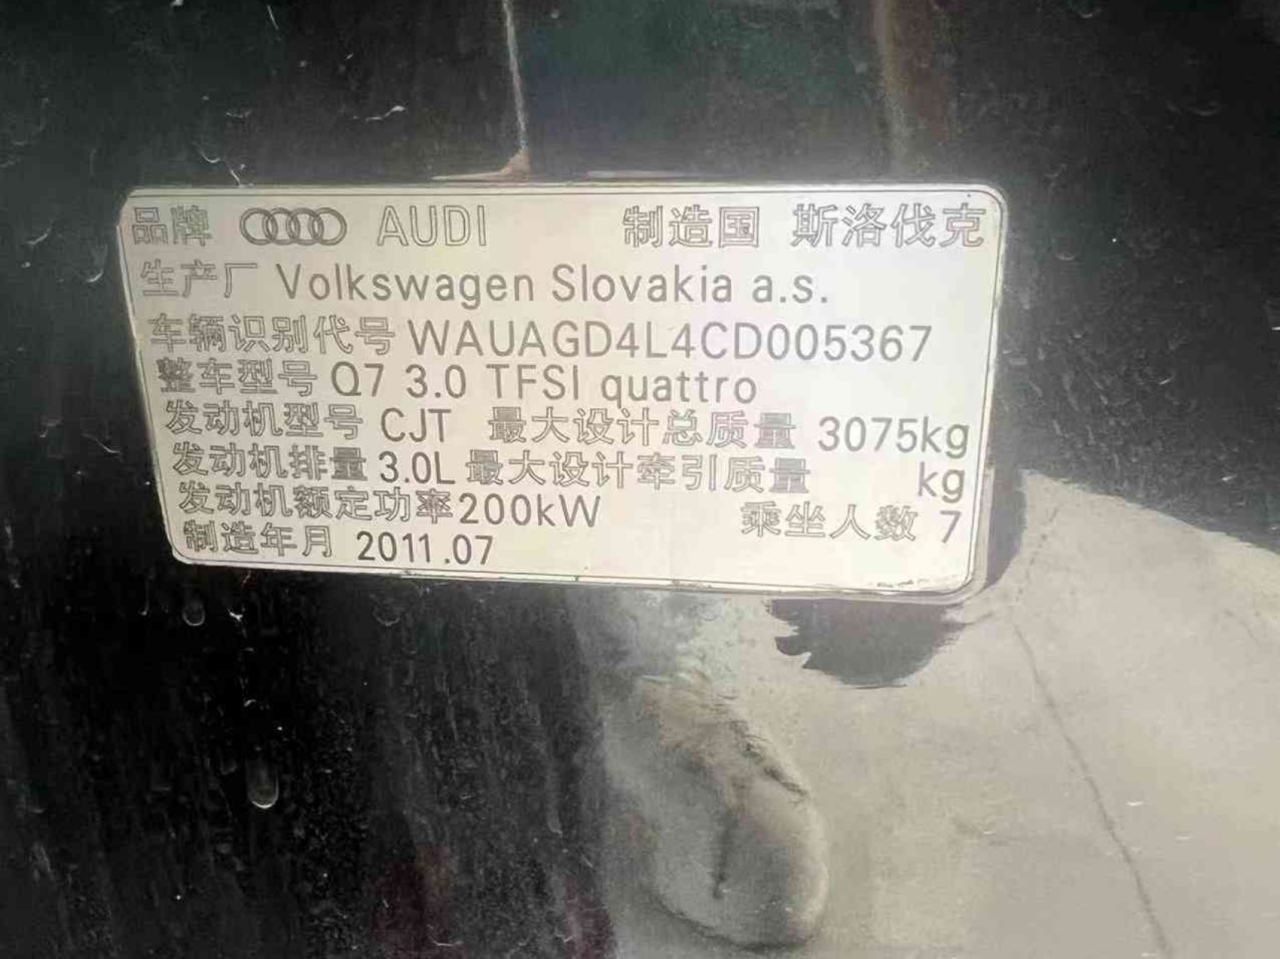 品牌 AUDI 制造国 斯洛伐克
生产厂 Volkswagen Slovakia a.s.
车辆识别代号 WAUAGD4L4CD005367
整车型号 Q7 3.0 TFSI quattro
发动机型号 CJT 最大设计总质量 3075kg
发动机排量 3.0L 最大设计牵引质量 kg
发动机额定功率 200kW 乘坐人数 7
制造年月 2011.07